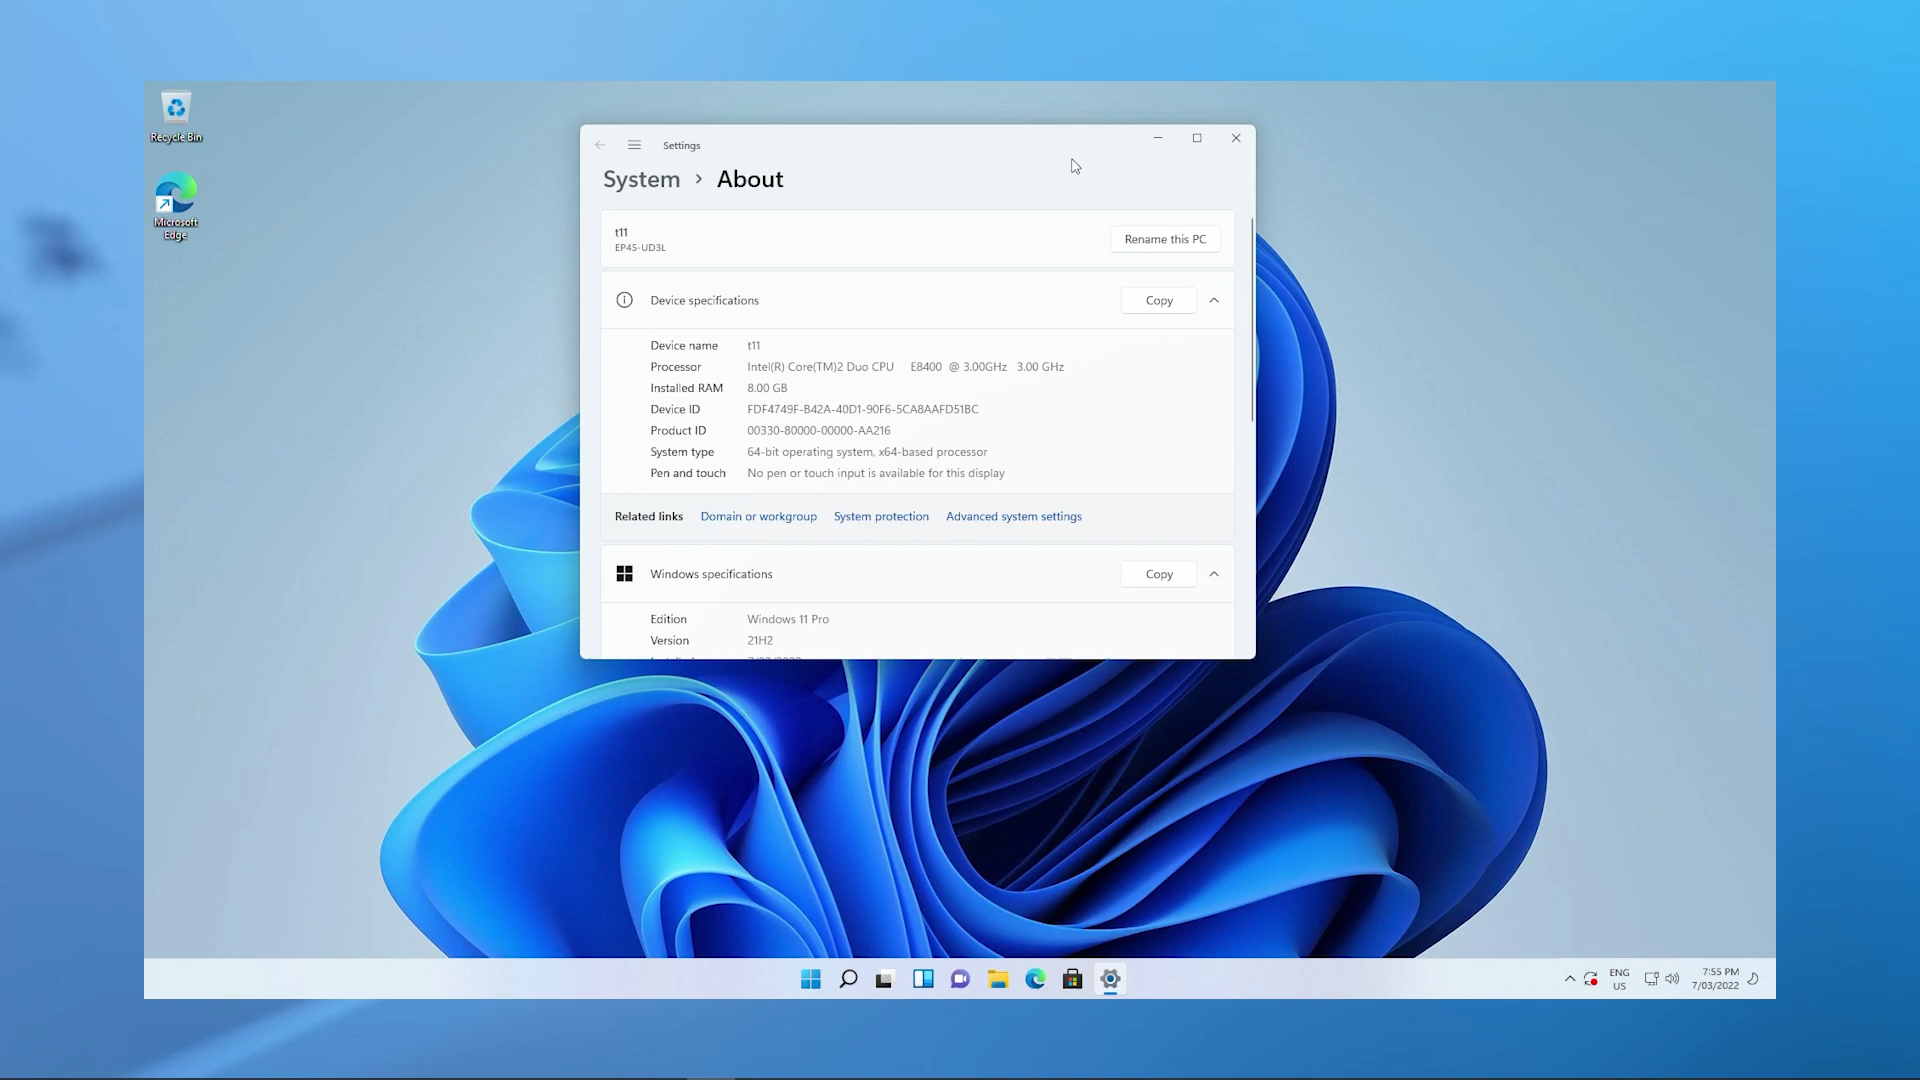 Recycle Bin
Microsoft
Edge
Settings
System > About
t11
EP45-UD3L
Rename this PC
Device specifications
Copy
Device name t11
Processor Intel(R) Core(TM)2 Duo CPU E8400 @ 3.00GHz 3.00 GHz
Installed RAM 8.00 GB
Device ID FDF4749F-B42A-40D1-90F6-5CA8AAFD51BC
Product ID 00330-80000-00000-AA216
System type 64-bit operating system, x64-based processor
Pen and touch No pen or touch input is available for this display
Related links Domain or workgroup System protection Advanced system settings
Windows specifications
Copy
Edition Windows 11 Pro
Version 21H2
ENG
US
7:55 PM
7/03/2022